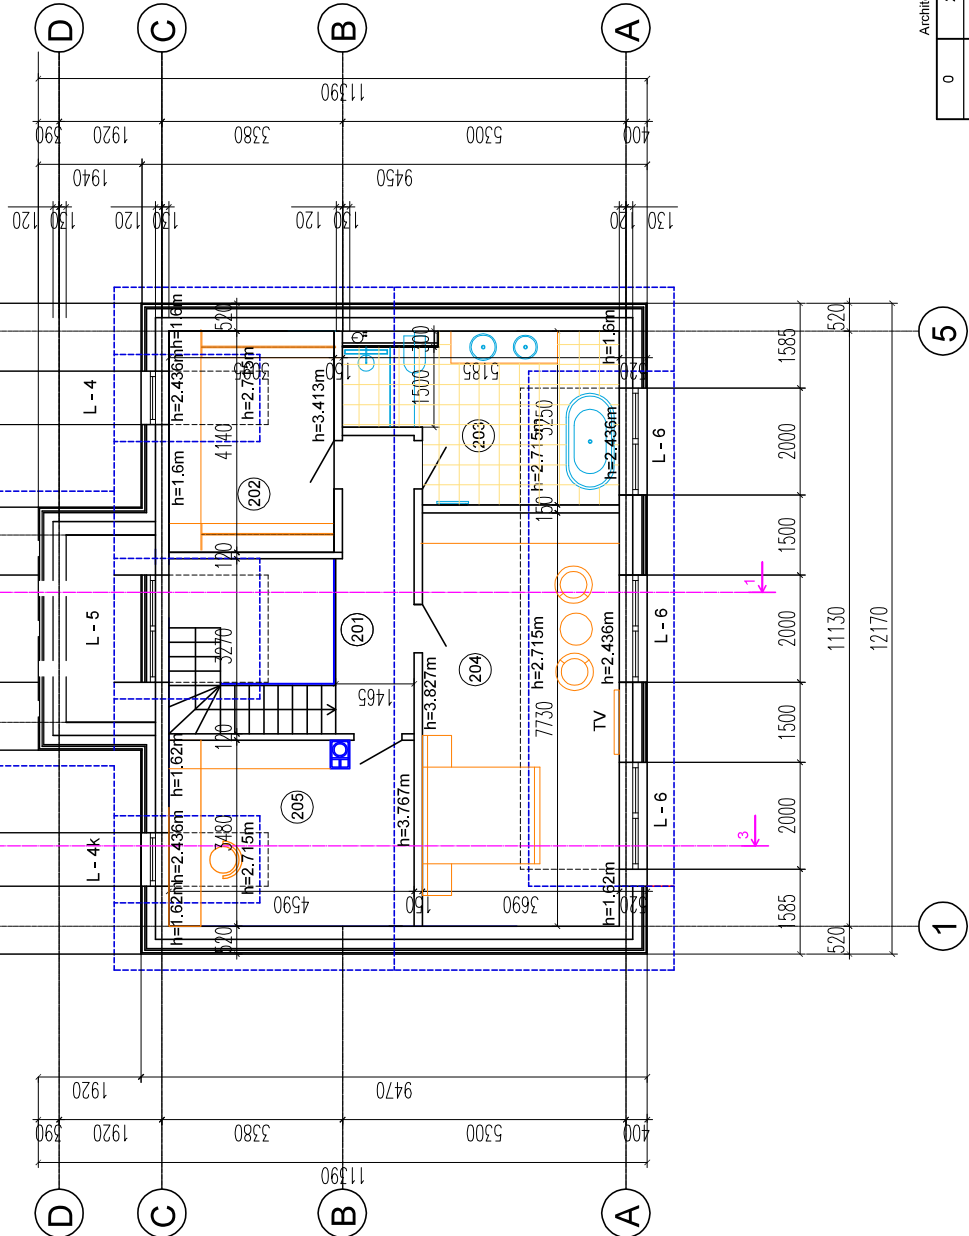 D
C
B
A
Archit
0
11390
390
1920
3380
5300
400
1940
9450
120
130
120
130
120
130
120
130
L - 4
L - 5
L - 4k
h=1.6m
h=2.436m
h=1.6m
h=2.715m
h=3.413m
520
4140
120
3270
120
3480
520
202
150
1500
300
5185
520
h=1.6m
203
h=2.715m
5250
h=2.436m
150
L - 6
201
1465
h=3.827m
204
h=2.715m
h=2.436m
7730
TV
L - 6
L - 6
h=1.62m
h=2.436m
h=1.62m
h=2.715m
205
h=3.767m
4590
150
3690
520
h=1.62m
1
3
1585
2000
1500
2000
1500
2000
1585
520
11130
520
12170
5
1
1920
9470
390
1920
3380
5300
400
11390
D
C
B
A